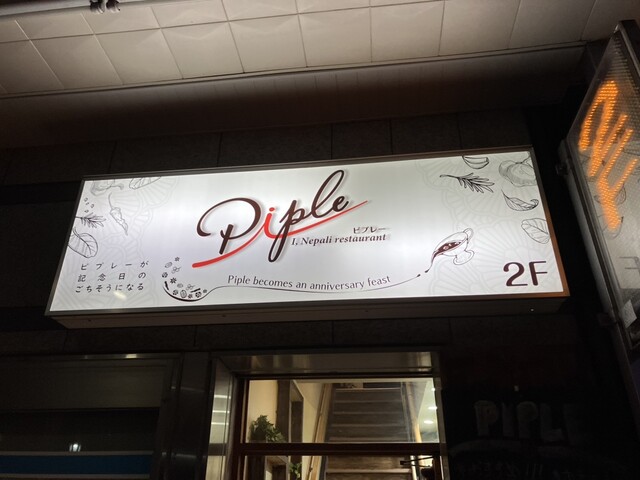 Piple
ピプレー
I. Nepali restaurant
Piple becomes an anniversary feast
ピプレーが
記念日の
ごちそうになる
2F
PIPLE